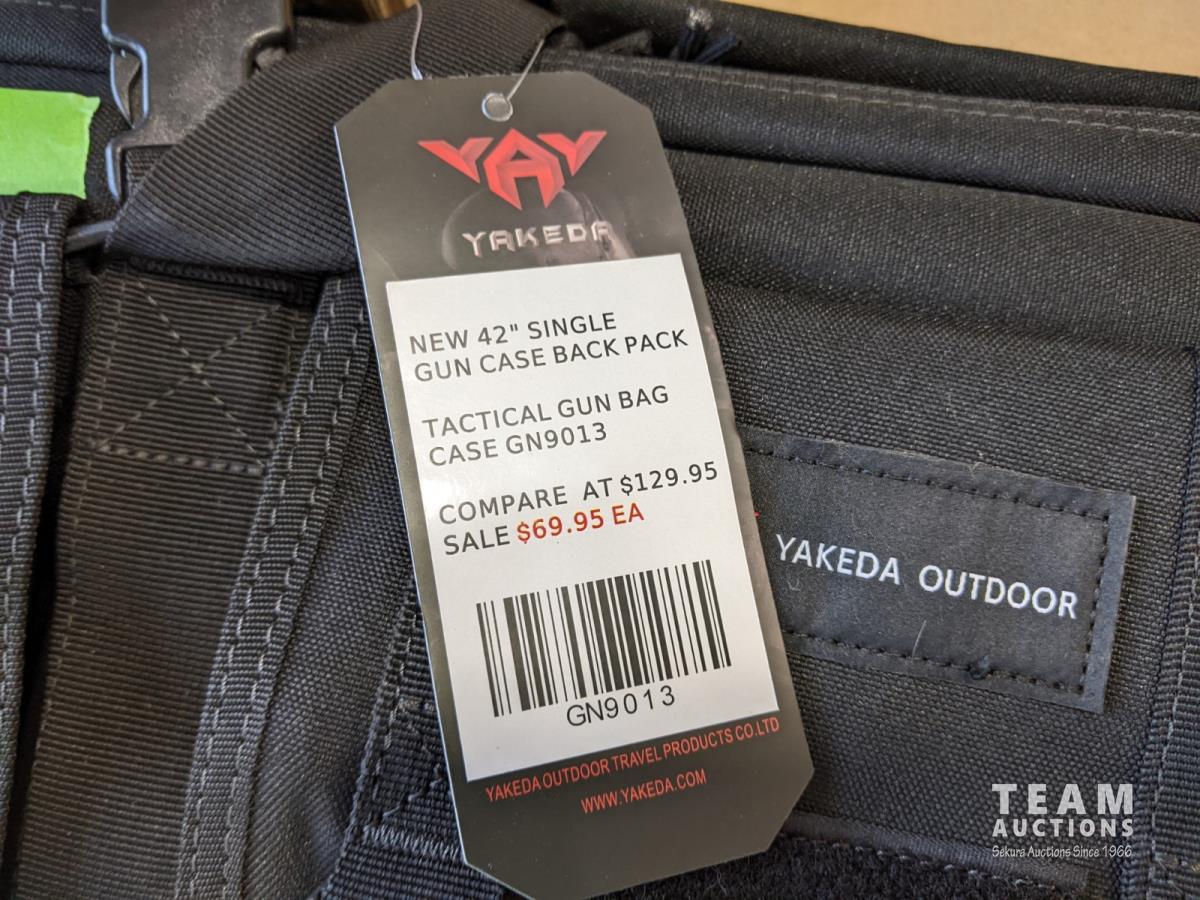 YAY
YAKEDA
NEW 42" SINGLE
GUN CASE BACK PACK
TACTICAL GUN BAG
CASE GN9013
COMPARE AT $129.95
SALE $69.95 EA
GN9013
YAKEDA OUTDOOR TRAVEL PRODUCTS CO.LTD
WWW.YAKEDA.COM
YAKEDA OUTDOOR
TEAM
AUCTIONS
Sekura Auctions Since 1966